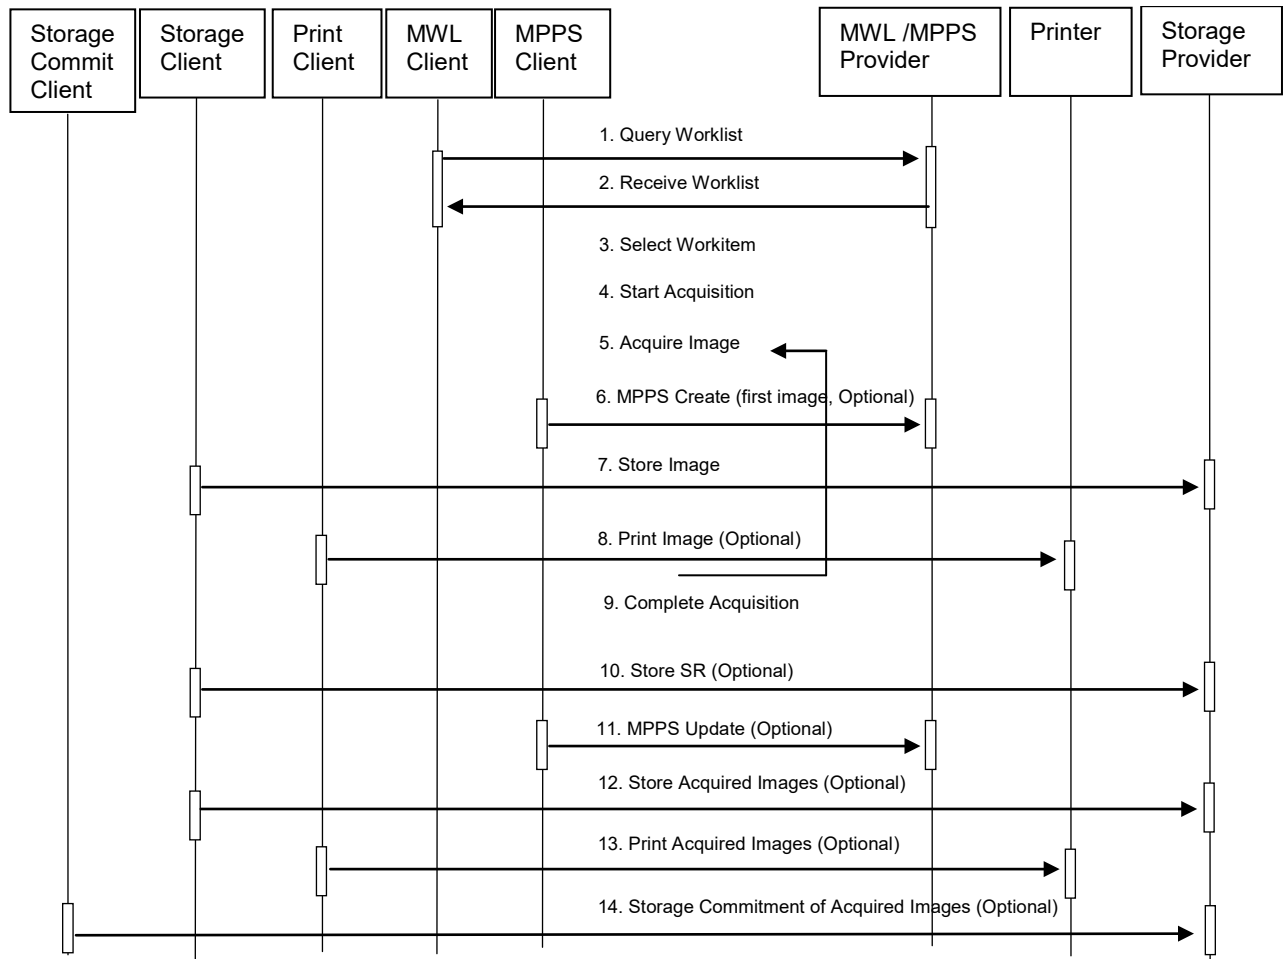 Storage
Commit
Client
Storage
Client
Print
Client
MWL
Client
MPPS
Client
MWL /MPPS
Provider
Printer
Storage
Provider
1. Query Worklist
2. Receive Worklist
3. Select Workitem
4. Start Acquisition
5. Acquire Image
6. MPPS Create (first image, Optional)
7. Store Image
8. Print Image (Optional)
9. Complete Acquisition
10. Store SR (Optional)
11. MPPS Update (Optional)
12. Store Acquired Images (Optional)
13. Print Acquired Images (Optional)
14. Storage Commitment of Acquired Images (Optional)